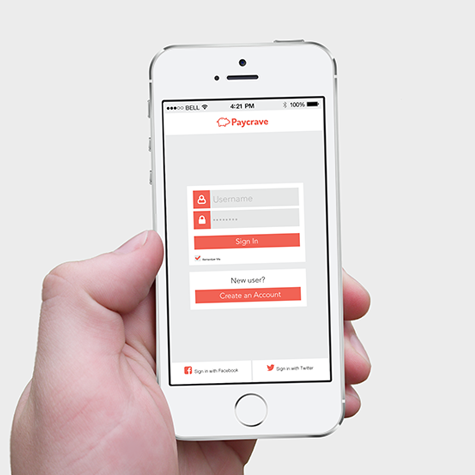 BELL 4:21 PM 100%
Paycrave
Username
********
Sign In
Remember Me
New user?
Create an Account
Sign in with Facebook
Sign in with Twitter